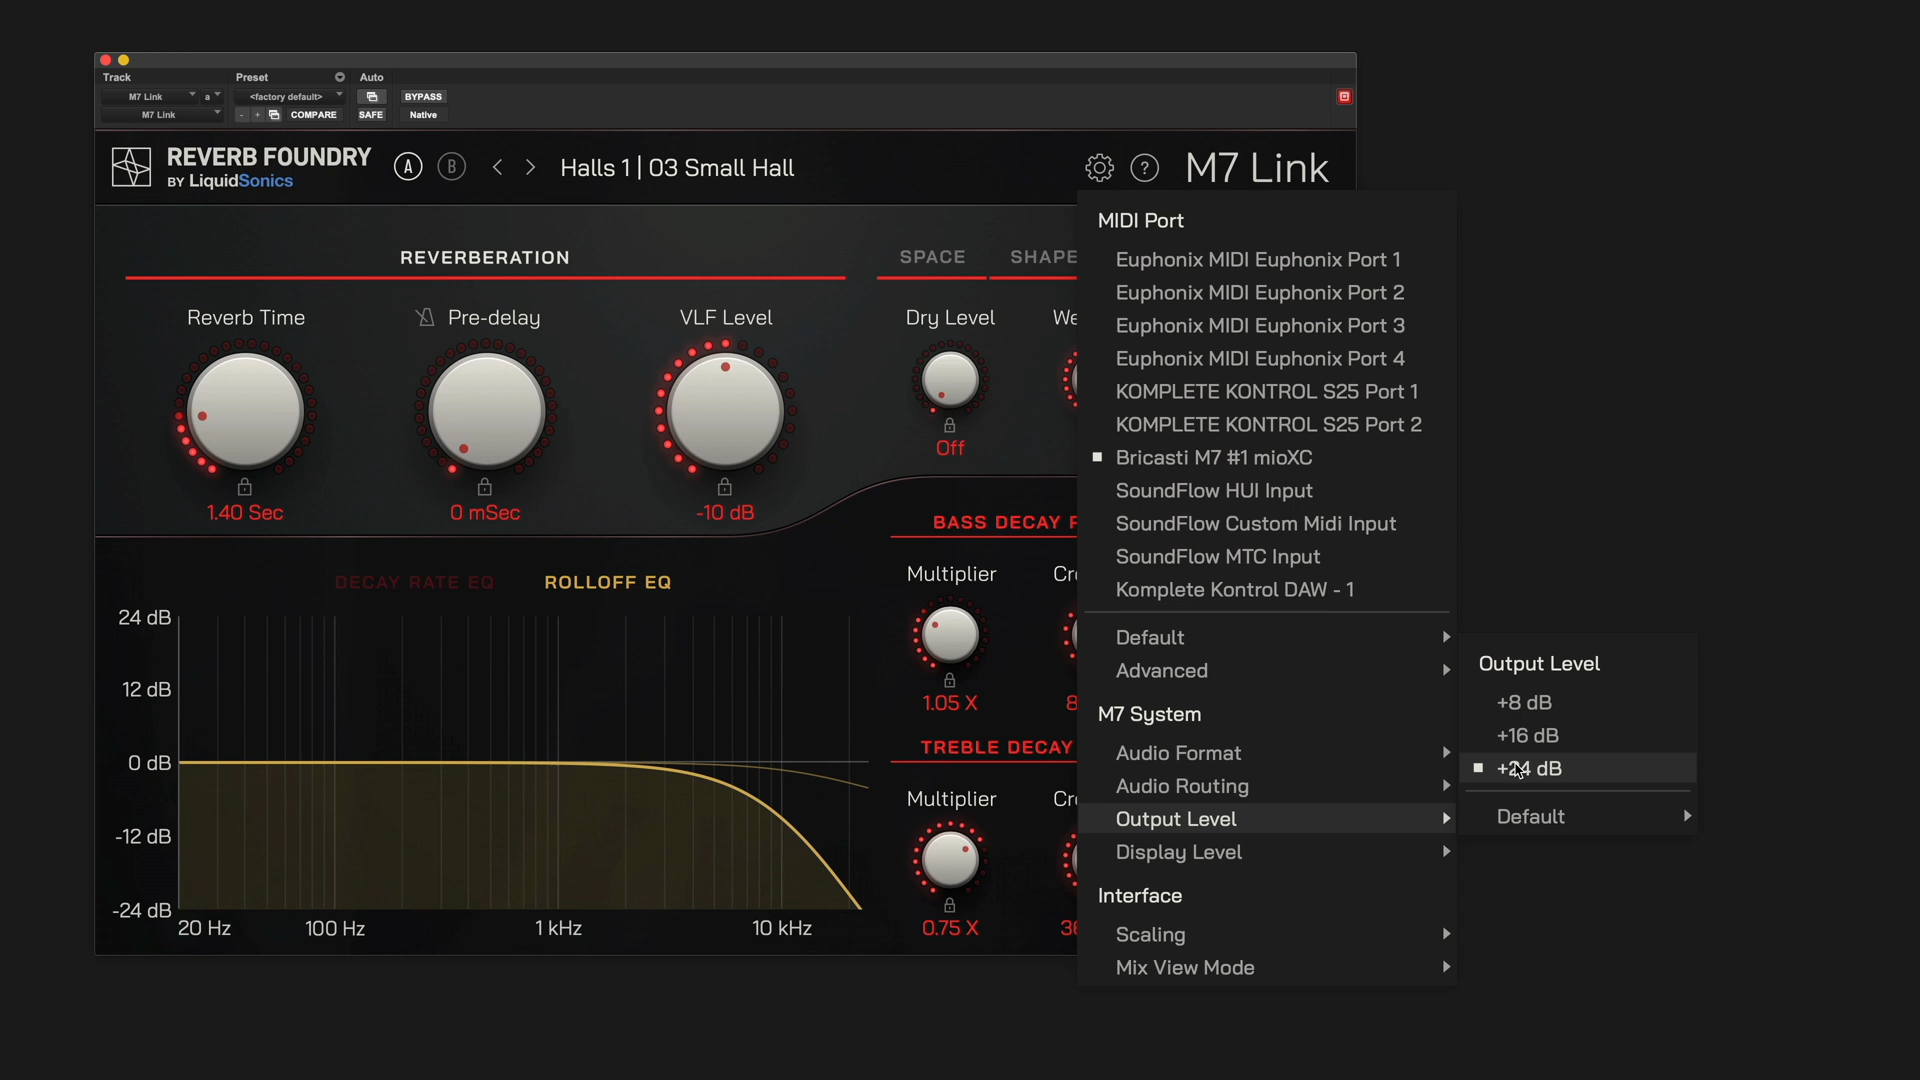 Track
Preset
Auto
M7 Link
a
<factory default>
BYPASS
M7 Link
- + COMPARE
SAFE
Native
REVERB FOUNDRY
BY LiquidSonics
A
B
< >
Halls 1 | 03 Small Hall
?
M7 Link
REVERBERATION
SPACE
SHAPE
Reverb Time
Pre-delay
VLF Level
Dry Level
We
1.40 Sec
0 mSec
-10 dB
Off
BASS DECAY
Multiplier
Cr
1.05 X
8
TREBLE DECAY
Multiplier
Cr
0.75 X
DECAY RATE EQ
ROLLOFF EQ
24 dB
12 dB
0 dB
-12 dB
-24 dB
20 Hz
100 Hz
1 kHz
10 kHz
MIDI Port
Euphonix MIDI Euphonix Port 1
Euphonix MIDI Euphonix Port 2
Euphonix MIDI Euphonix Port 3
Euphonix MIDI Euphonix Port 4
KOMPLETE KONTROL S25 Port 1
KOMPLETE KONTROL S25 Port 2
Bricasti M7 #1 mioXC
SoundFlow HUI Input
SoundFlow Custom Midi Input
SoundFlow MTC Input
Komplete Kontrol DAW - 1
Default
Advanced
M7 System
Audio Format
Audio Routing
Output Level
Display Level
Interface
Scaling
Mix View Mode
Output Level
+8 dB
+16 dB
+24 dB
Default